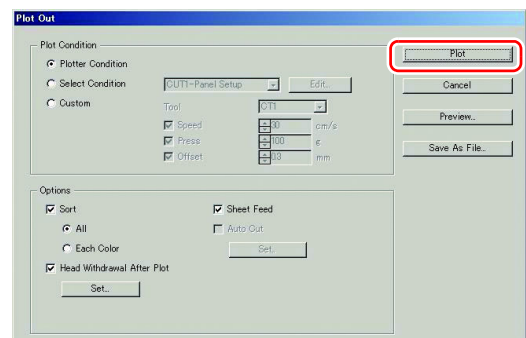 Plot Out
Plot Condition
Plotter Condition
Select Condition
CUT1-Panel Setup
Edit..
Custom
Tool
CT1
Speed
30
cm/s
Press
100
g
Offset
0.3
mm
Plot
Cancel
Preview..
Save As File..
Options
Sort
All
Each Color
Head Withdrawal After Plot
Set..
Sheet Feed
Auto Cut
Set.